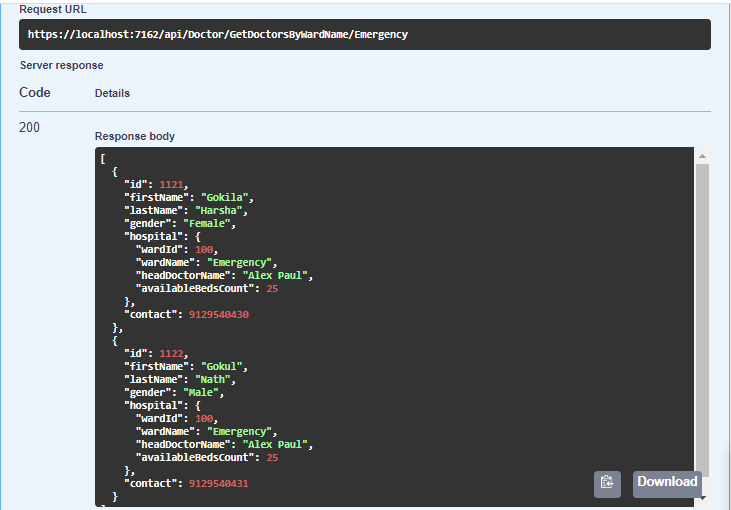 Request URL
https://localhost:7162/api/Doctor/GetDoctorsByWardName/Emergency
Server response
Code Details
200
Response body
[
  {
    "id": 1121,
    "firstName": "Gokila",
    "lastName": "Harsha",
    "gender": "Female",
    "hospital": {
      "wardId": 100,
      "wardName": "Emergency",
      "headDoctorName": "Alex Paul",
      "availableBedsCount": 25
    },
    "contact": 9129540430
  },
  {
    "id": 1122,
    "firstName": "Gokul",
    "lastName": "Nath",
    "gender": "Male",
    "hospital": {
      "wardId": 100,
      "wardName": "Emergency",
      "headDoctorName": "Alex Paul",
      "availableBedsCount": 25
    },
    "contact": 9129540431
  }
Download